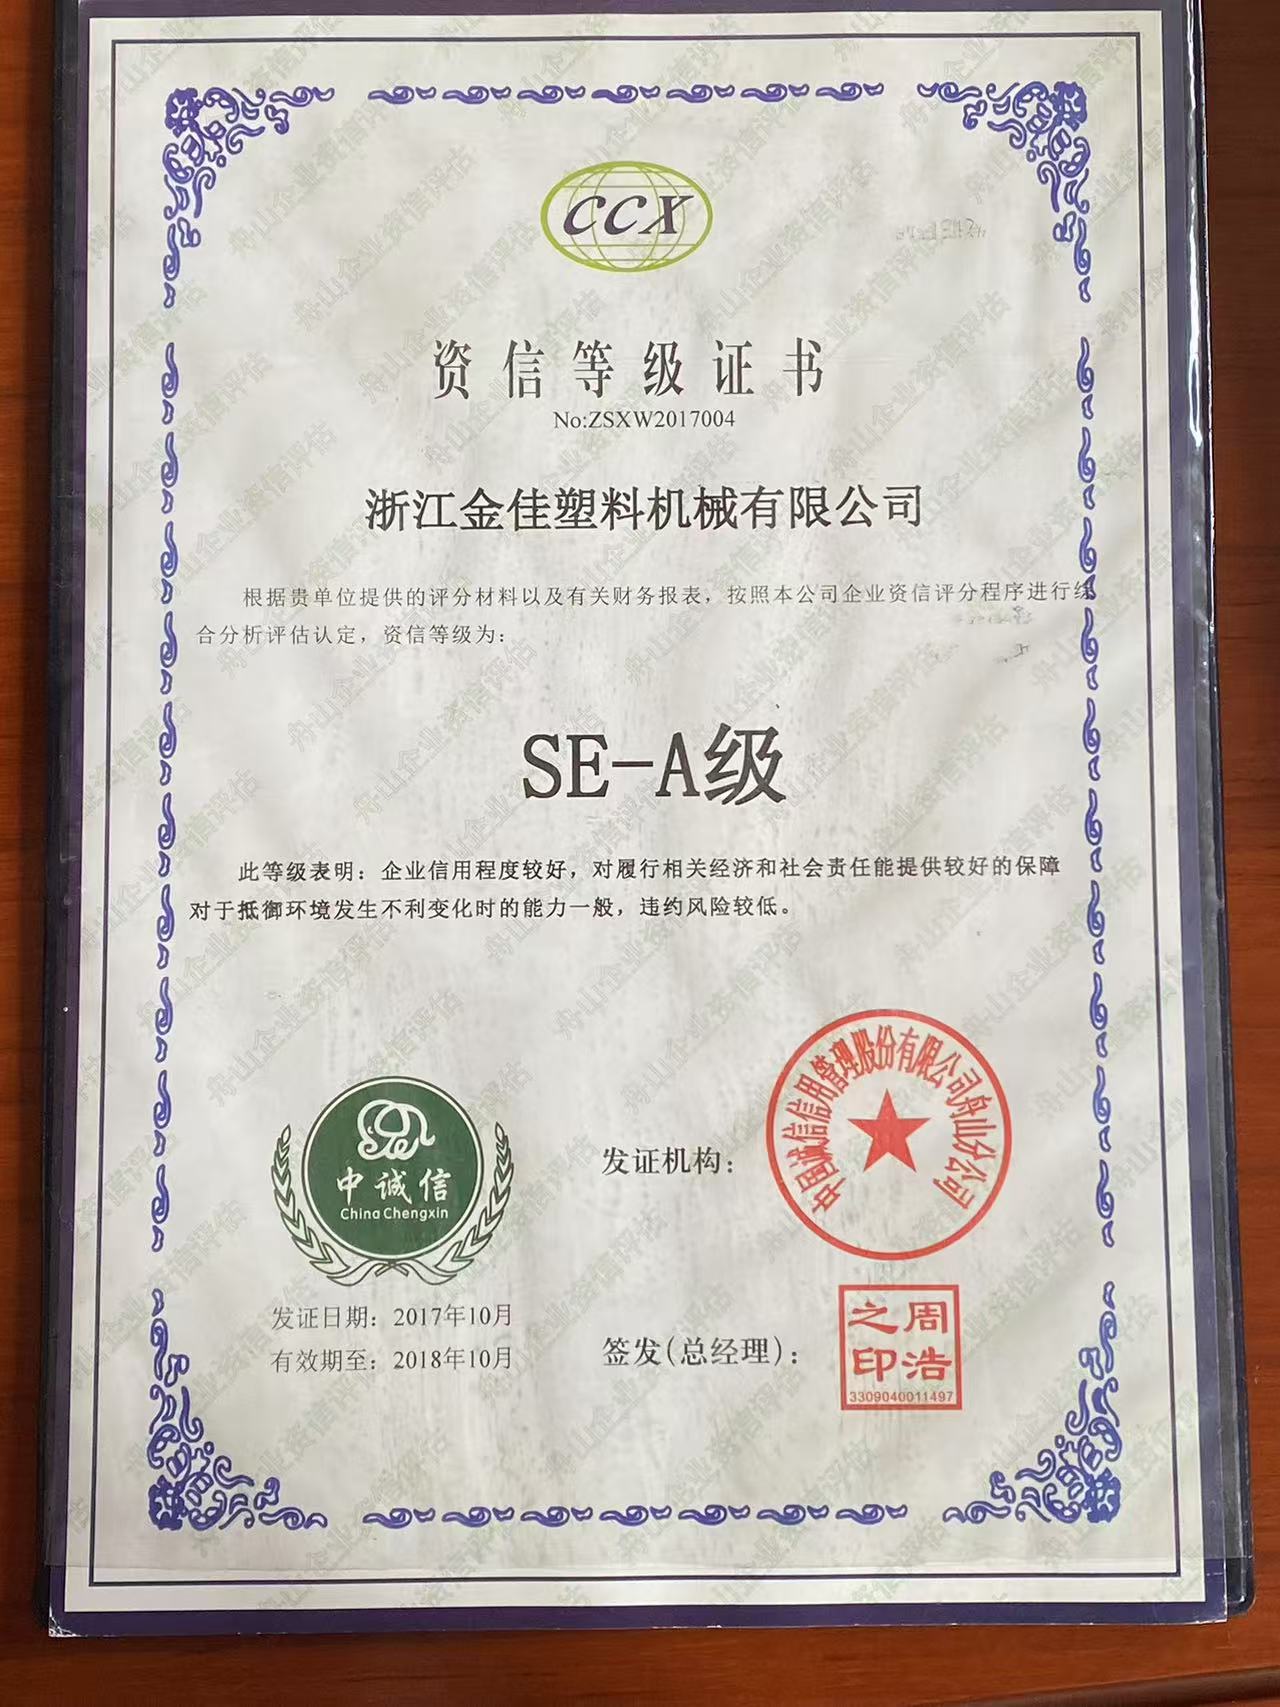 CCX
资信等级证书
No:ZSXW2017004
浙江金佳塑料机械有限公司
根据贵单位提供的评分材料以及有关财务报表，按照本公司企业资信评分程序进行综
合分析评估认定，资信等级为：
SE-A级
此等级表明：企业信用程度较好，对履行相关经济和社会责任能提供较好的保障
对于抵御环境发生不利变化时的能力一般，违约风险较低。
中诚信
China Chengxin
发证机构：
中国诚信信用管理股份有限公司舟山分公司
发证日期：2017年10月
有效期至：2018年10月
签发(总经理)：
周浩
之印
3309040011497
舟山企业资信评估